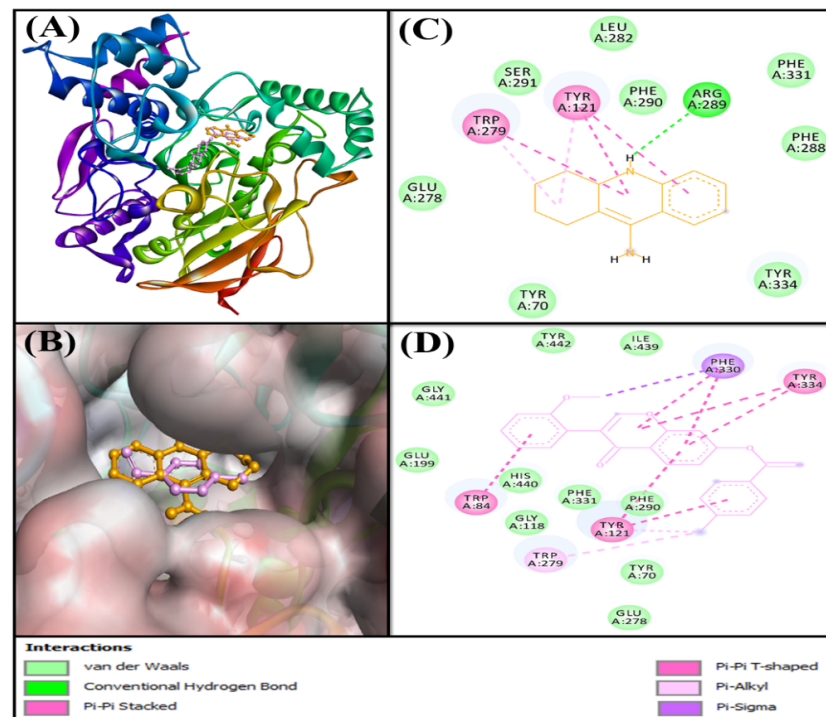 (A)
(C)
LEU
A:282
SER
A:291
PHE
A:331
TYR
A:121
PHE
A:290
ARG
A:289
TRP
A:279
PHE
A:288
H
N
GLU
A:278
N
H
H
TYR
A:334
TYR
A:70
(B)
(D)
TYR
A:442
ILE
A:439
PHE
A:330
TYR
A:334
GLY
A:441
O
O
O
GLU
A:199
O
HIS
A:440
TRP
A:84
PHE
A:331
PHE
A:290
GLY
A:118
TYR
A:121
TRP
A:279
TYR
A:70
GLU
A:278
Interactions
van der Waals
Conventional Hydrogen Bond
Pi-Pi Stacked
Pi-Pi T-shaped
Pi-Alkyl
Pi-Sigma